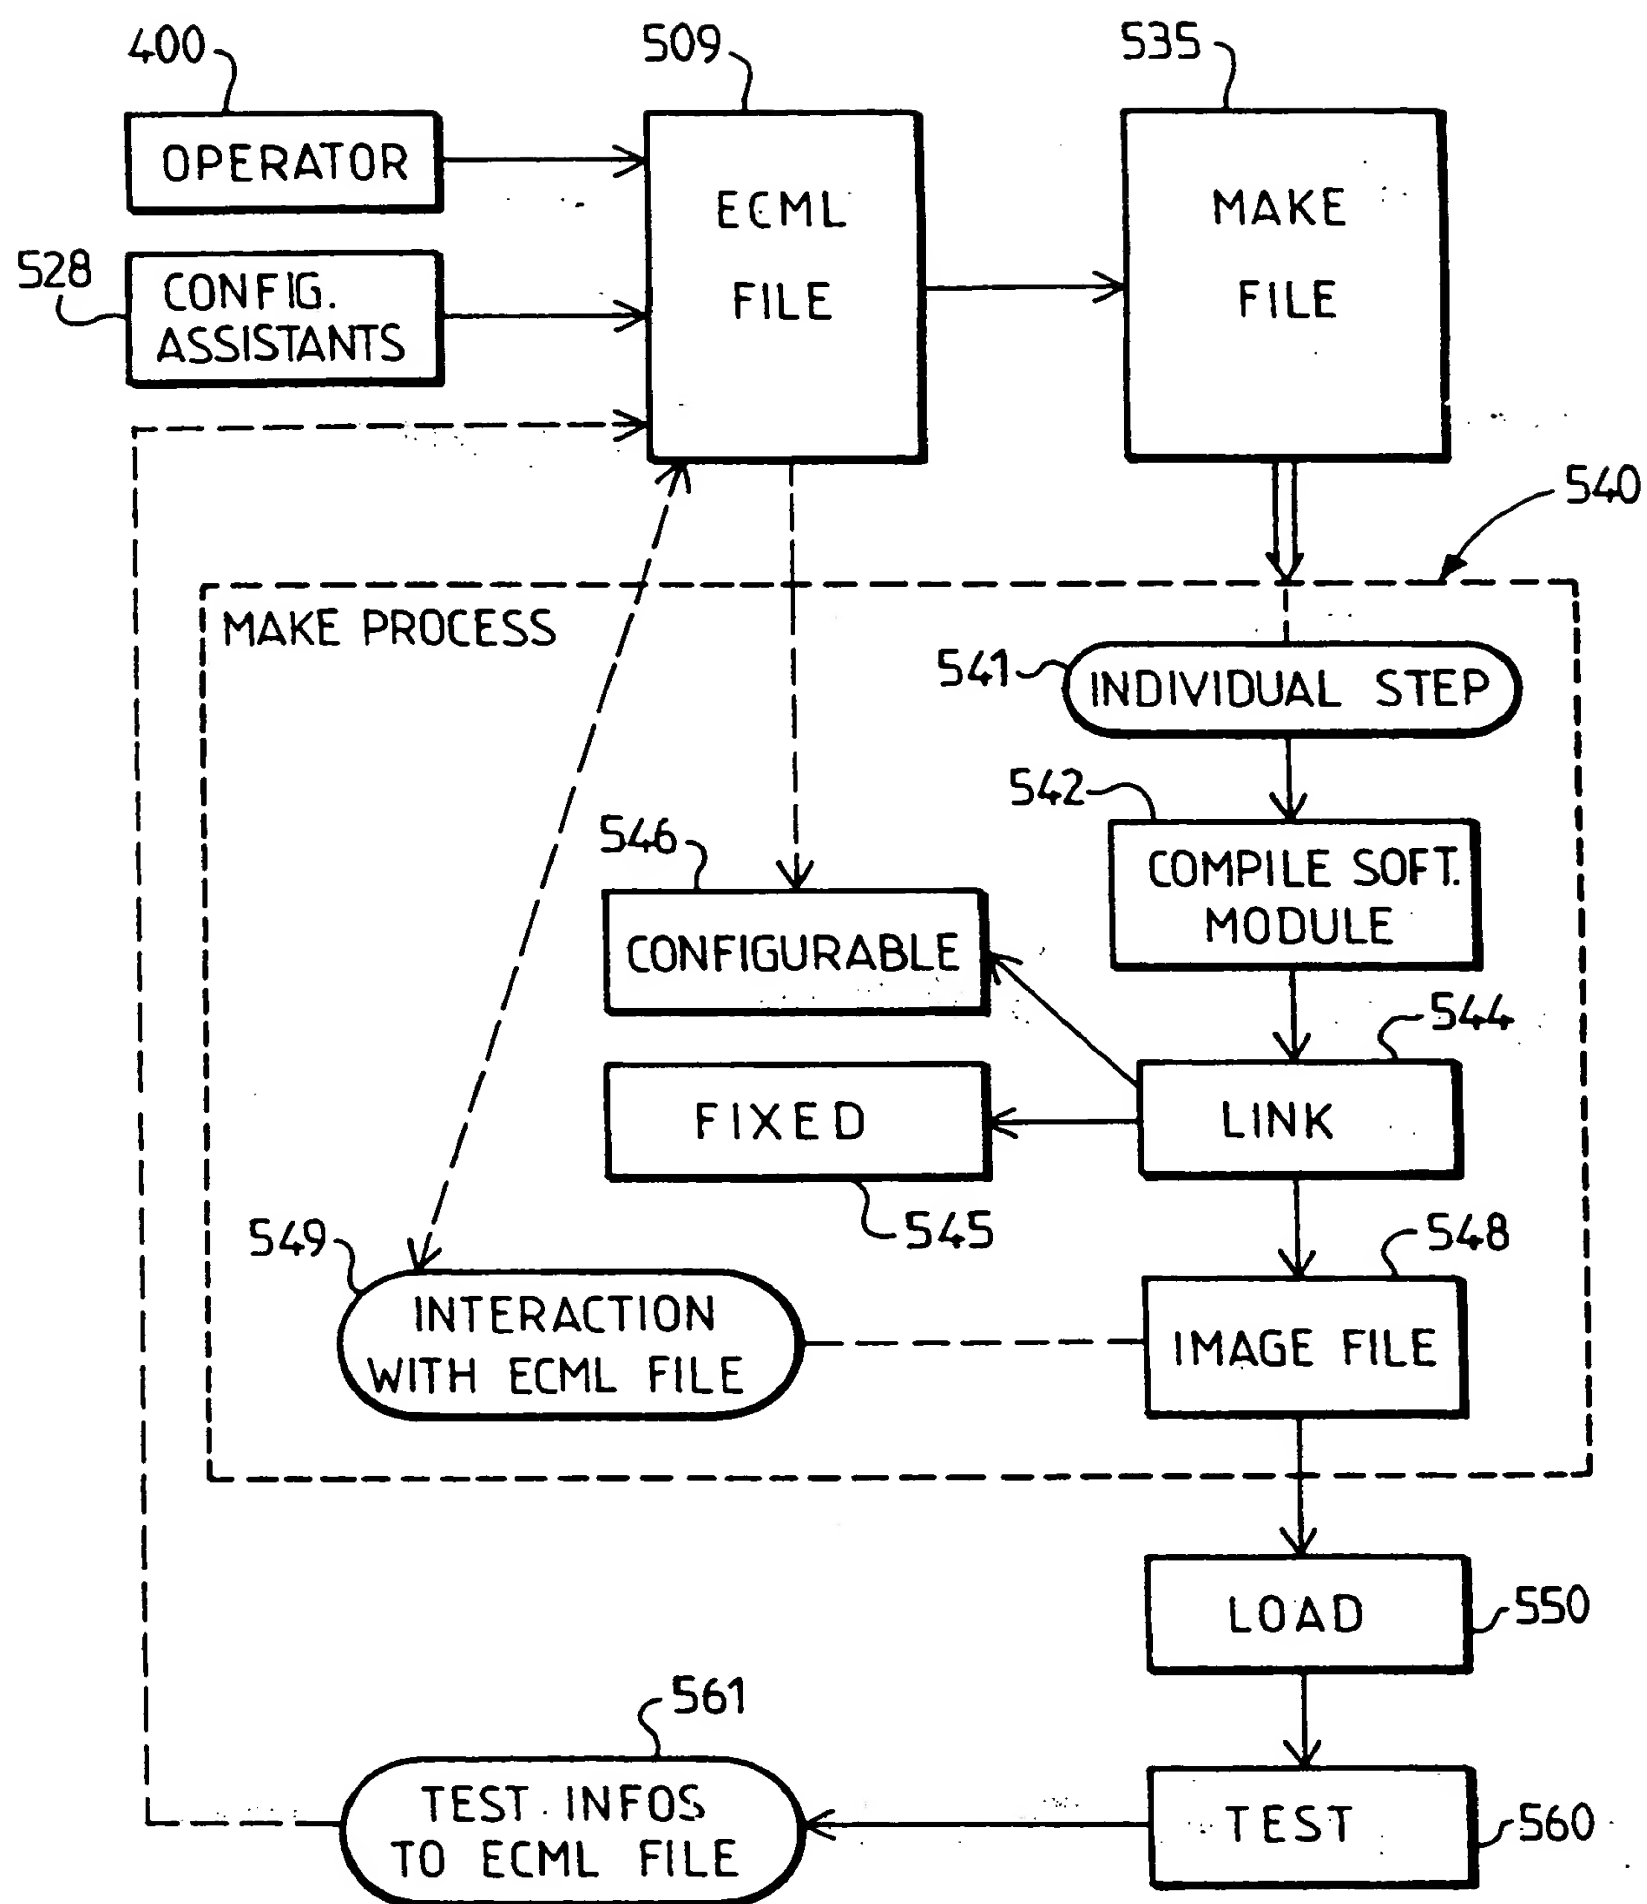 400
509
535
OPERATOR
ECML
FILE
MAKE
FILE
528
CONFIG.
ASSISTANTS
540
MAKE PROCESS
541
INDIVIDUAL STEP
542
COMPILE SOFT.
MODULE
546
CONFIGURABLE
544
LINK
FIXED
545
548
549
INTERACTION
WITH ECML FILE
IMAGE FILE
LOAD
550
561
TEST INFOS
TO ECML FILE
TEST
560